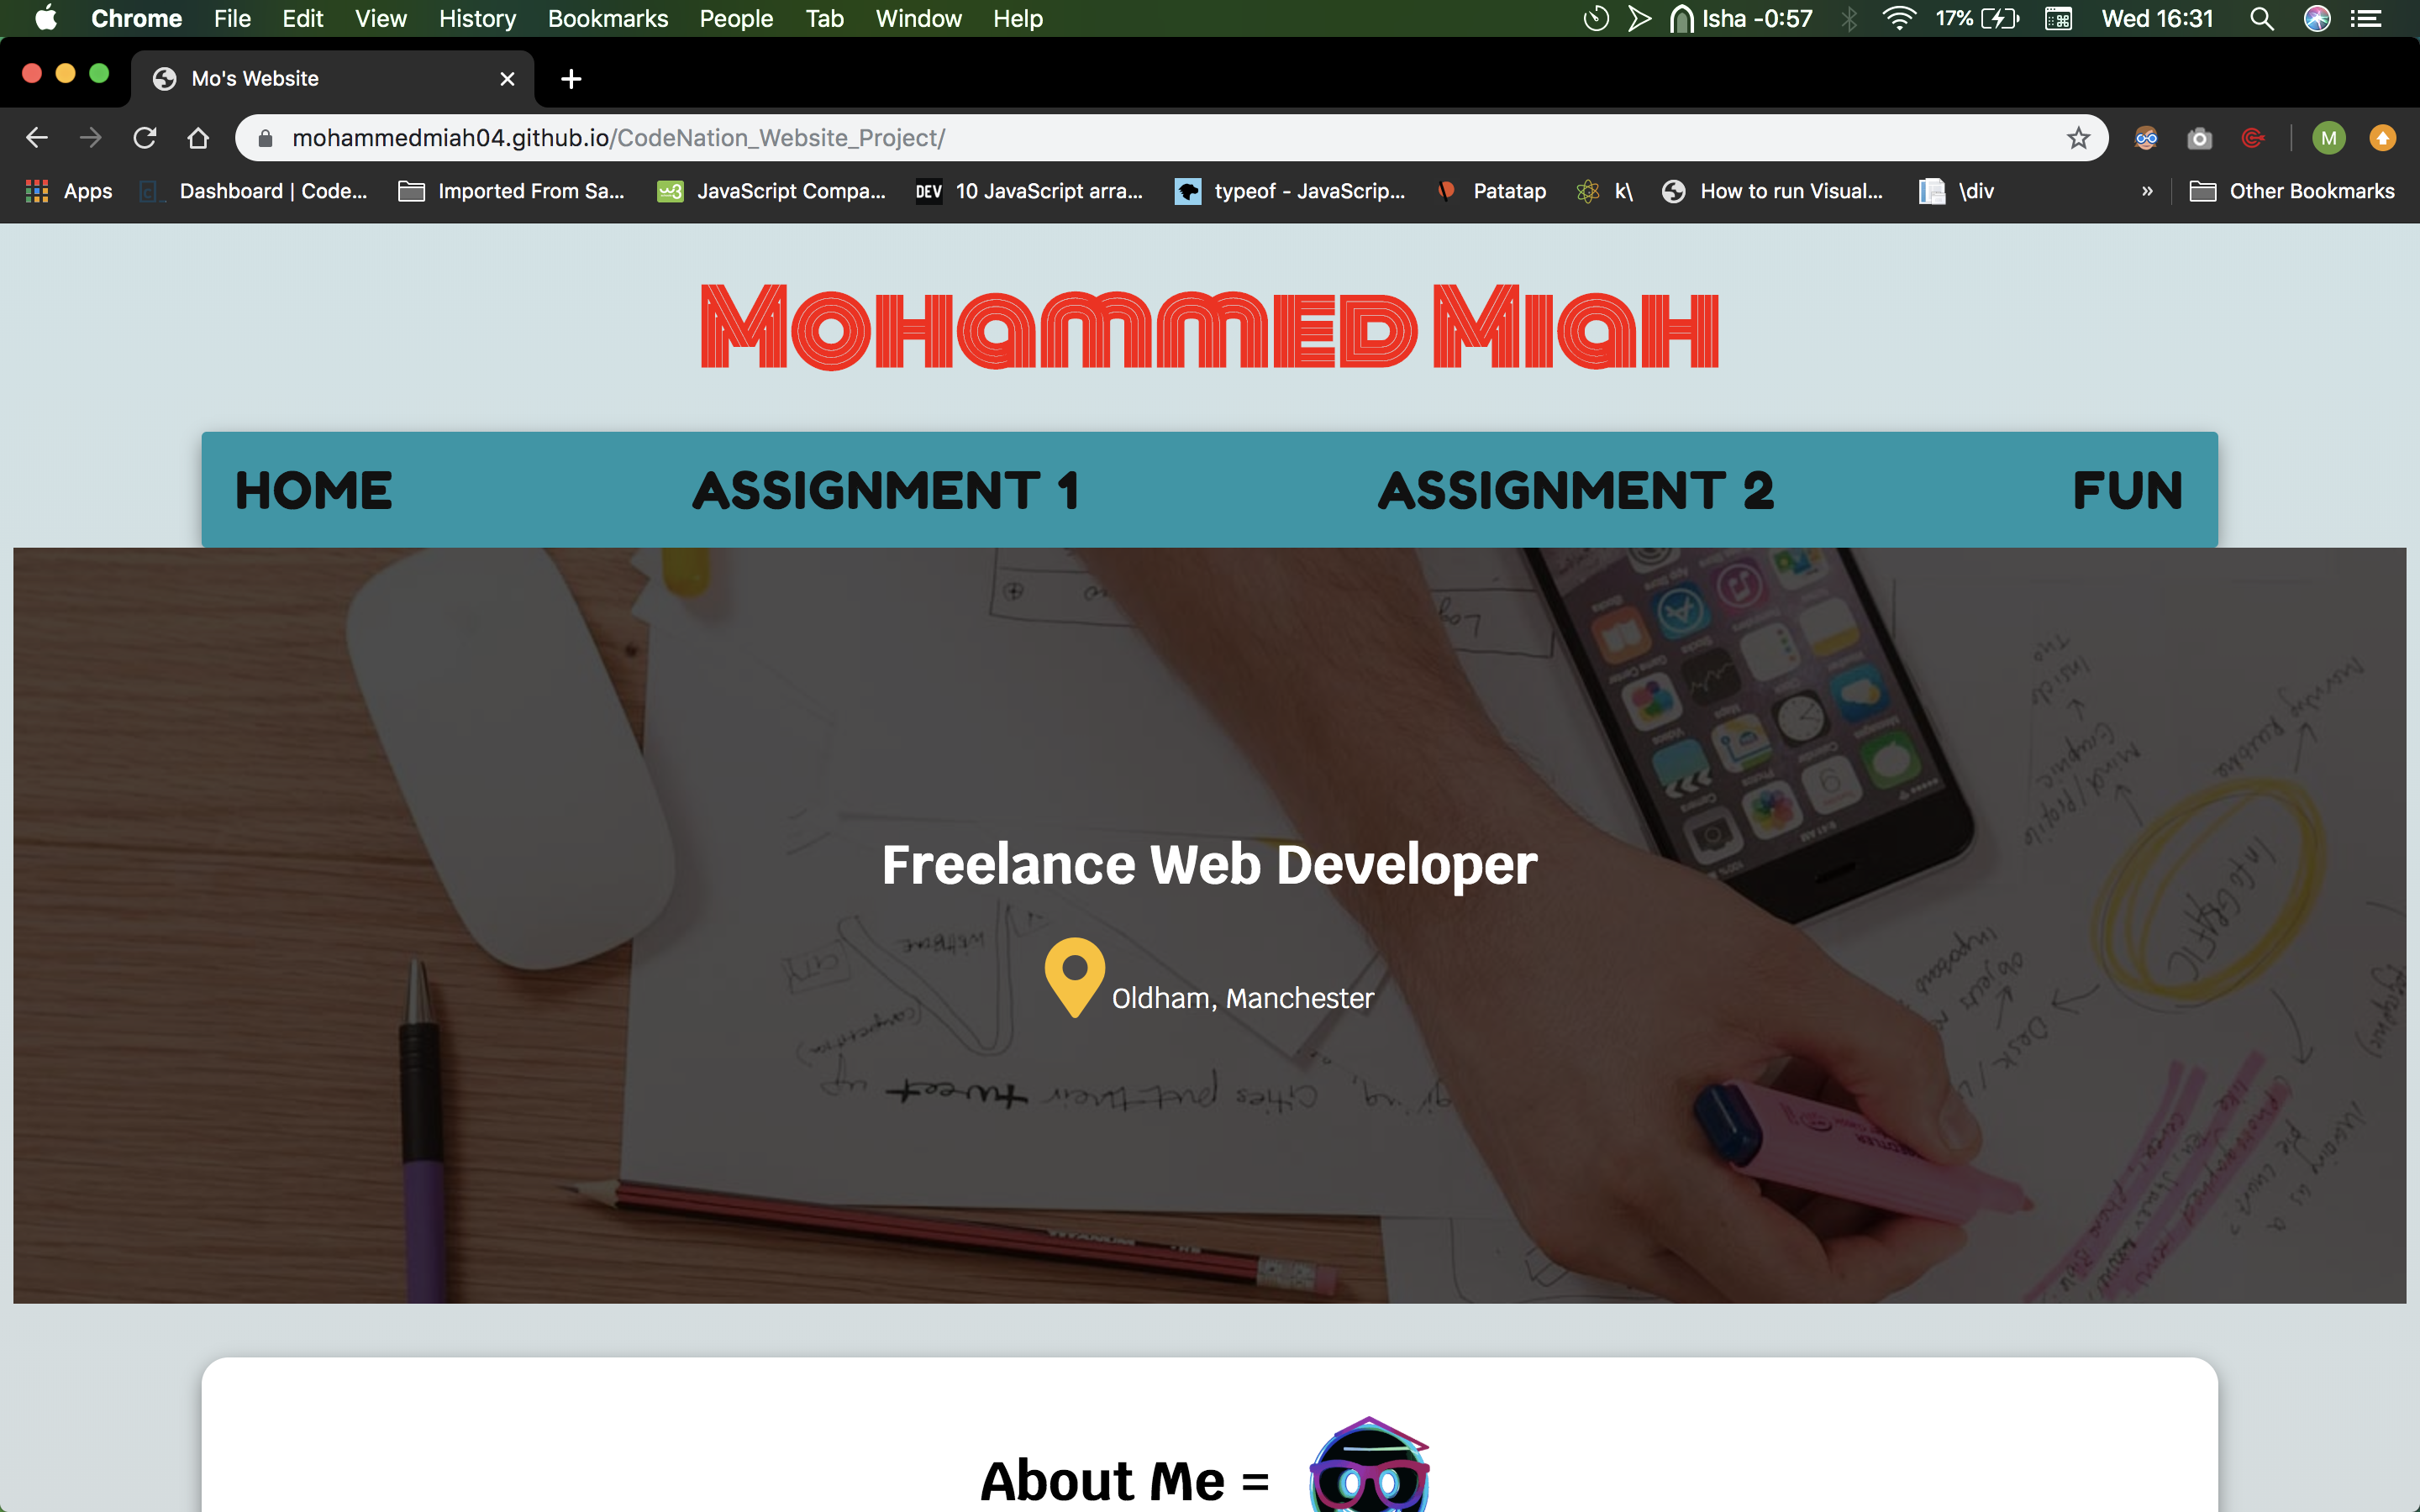 Chrome File Edit View History Bookmarks People Tab Window Help Isha -0:57 17% Wed 16:31
Mo's Website
mohammedmiah04.github.io/CodeNation_Website_Project/ M
Apps Dashboard | Code... Imported From Sa... JavaScript Compa... DEV 10 JavaScript arra... typeof - JavaScrip... Patatap k\ How to run Visual... \div » Other Bookmarks
Mohammed Miah
HOME ASSIGNMENT 1 ASSIGNMENT 2 FUN
Freelance Web Developer
Oldham, Manchester
About Me =